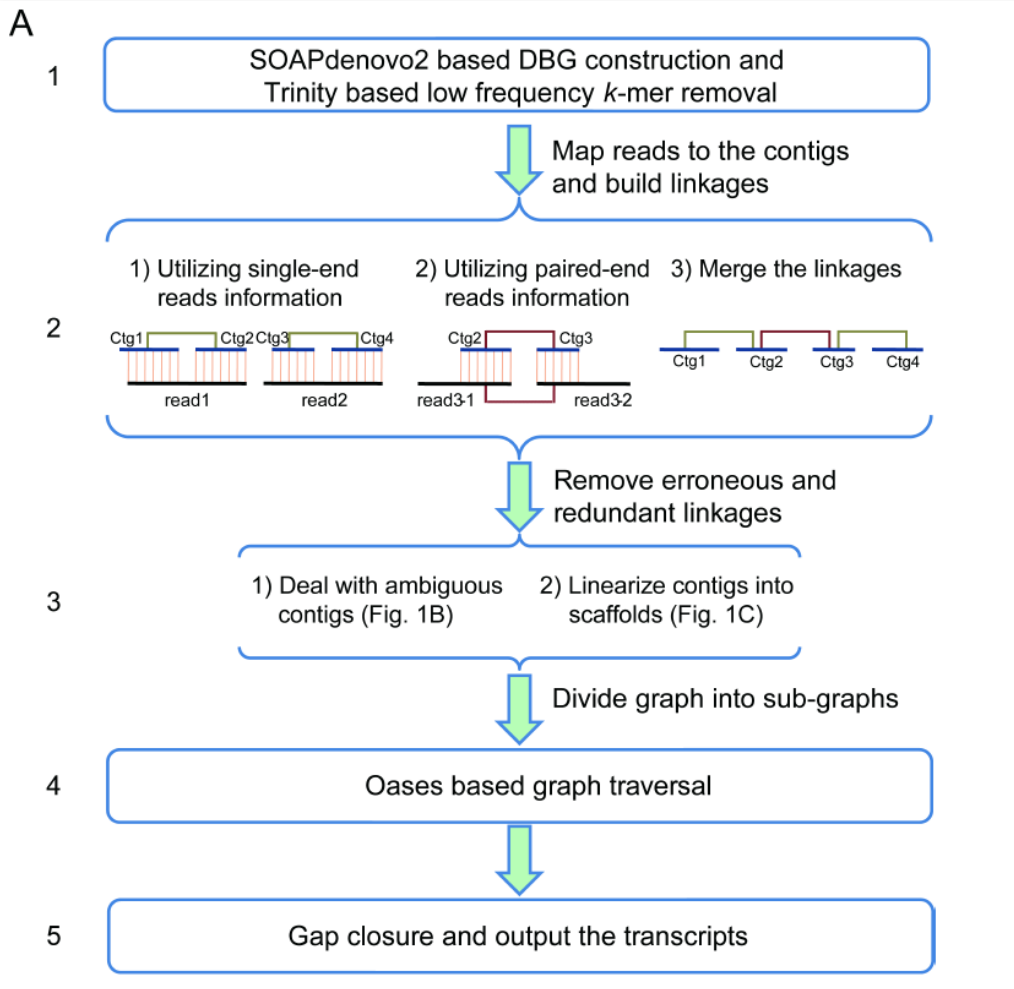 A
1
SOAPdenovo2 based DBG construction and
Trinity based low frequency k-mer removal
Map reads to the contigs
and build linkages
2
1) Utilizing single-end
reads information
Ctg1
Ctg2
Ctg3
Ctg4
read1
read2
2) Utilizing paired-end
reads information
Ctg2
Ctg3
read3-1
read3-2
3) Merge the linkages
Ctg1
Ctg2
Ctg3
Ctg4
Remove erroneous and
redundant linkages
3
1) Deal with ambiguous
contigs (Fig. 1B)
2) Linearize contigs into
scaffolds (Fig. 1C)
Divide graph into sub-graphs
4
Oases based graph traversal
5
Gap closure and output the transcripts